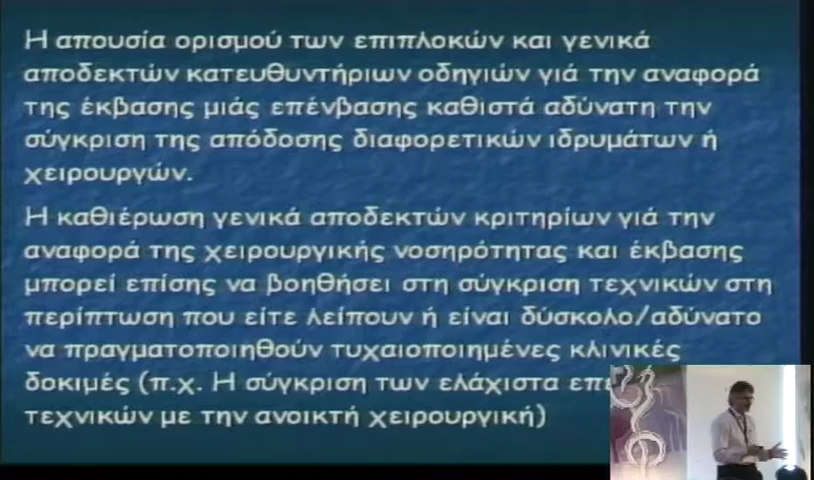 Η απουσία ορισμού των επιπλοκών και γενικά
αποδεκτών κατευθυντήριων οδηγιών γιά την αναφορά
της έκβασης μιάς επένβασης καθιστά αδύνατη την
σύγκριση της απόδοσης διαφορετικών ιδρυμάτων ή
χειρουργών.
Η καθιέρωση γενικά αποδεκτών κριτηρίων γιά την
αναφορά της χειρουργικής νοσηρότητας και έκβασης
μπορεί επίσης να βοηθήσει στη σύγκριση τεχνικών στη
περίπτωση που είτε λείπουν ή είναι δύσκολο/αδύνατο
να πραγματοποιηθούν τυχαιοποιημένες κλινικές
δοκιμές (π.χ. Η σύγκριση των ελάχιστα
τεχνικών με την ανοικτή χειρουργική)